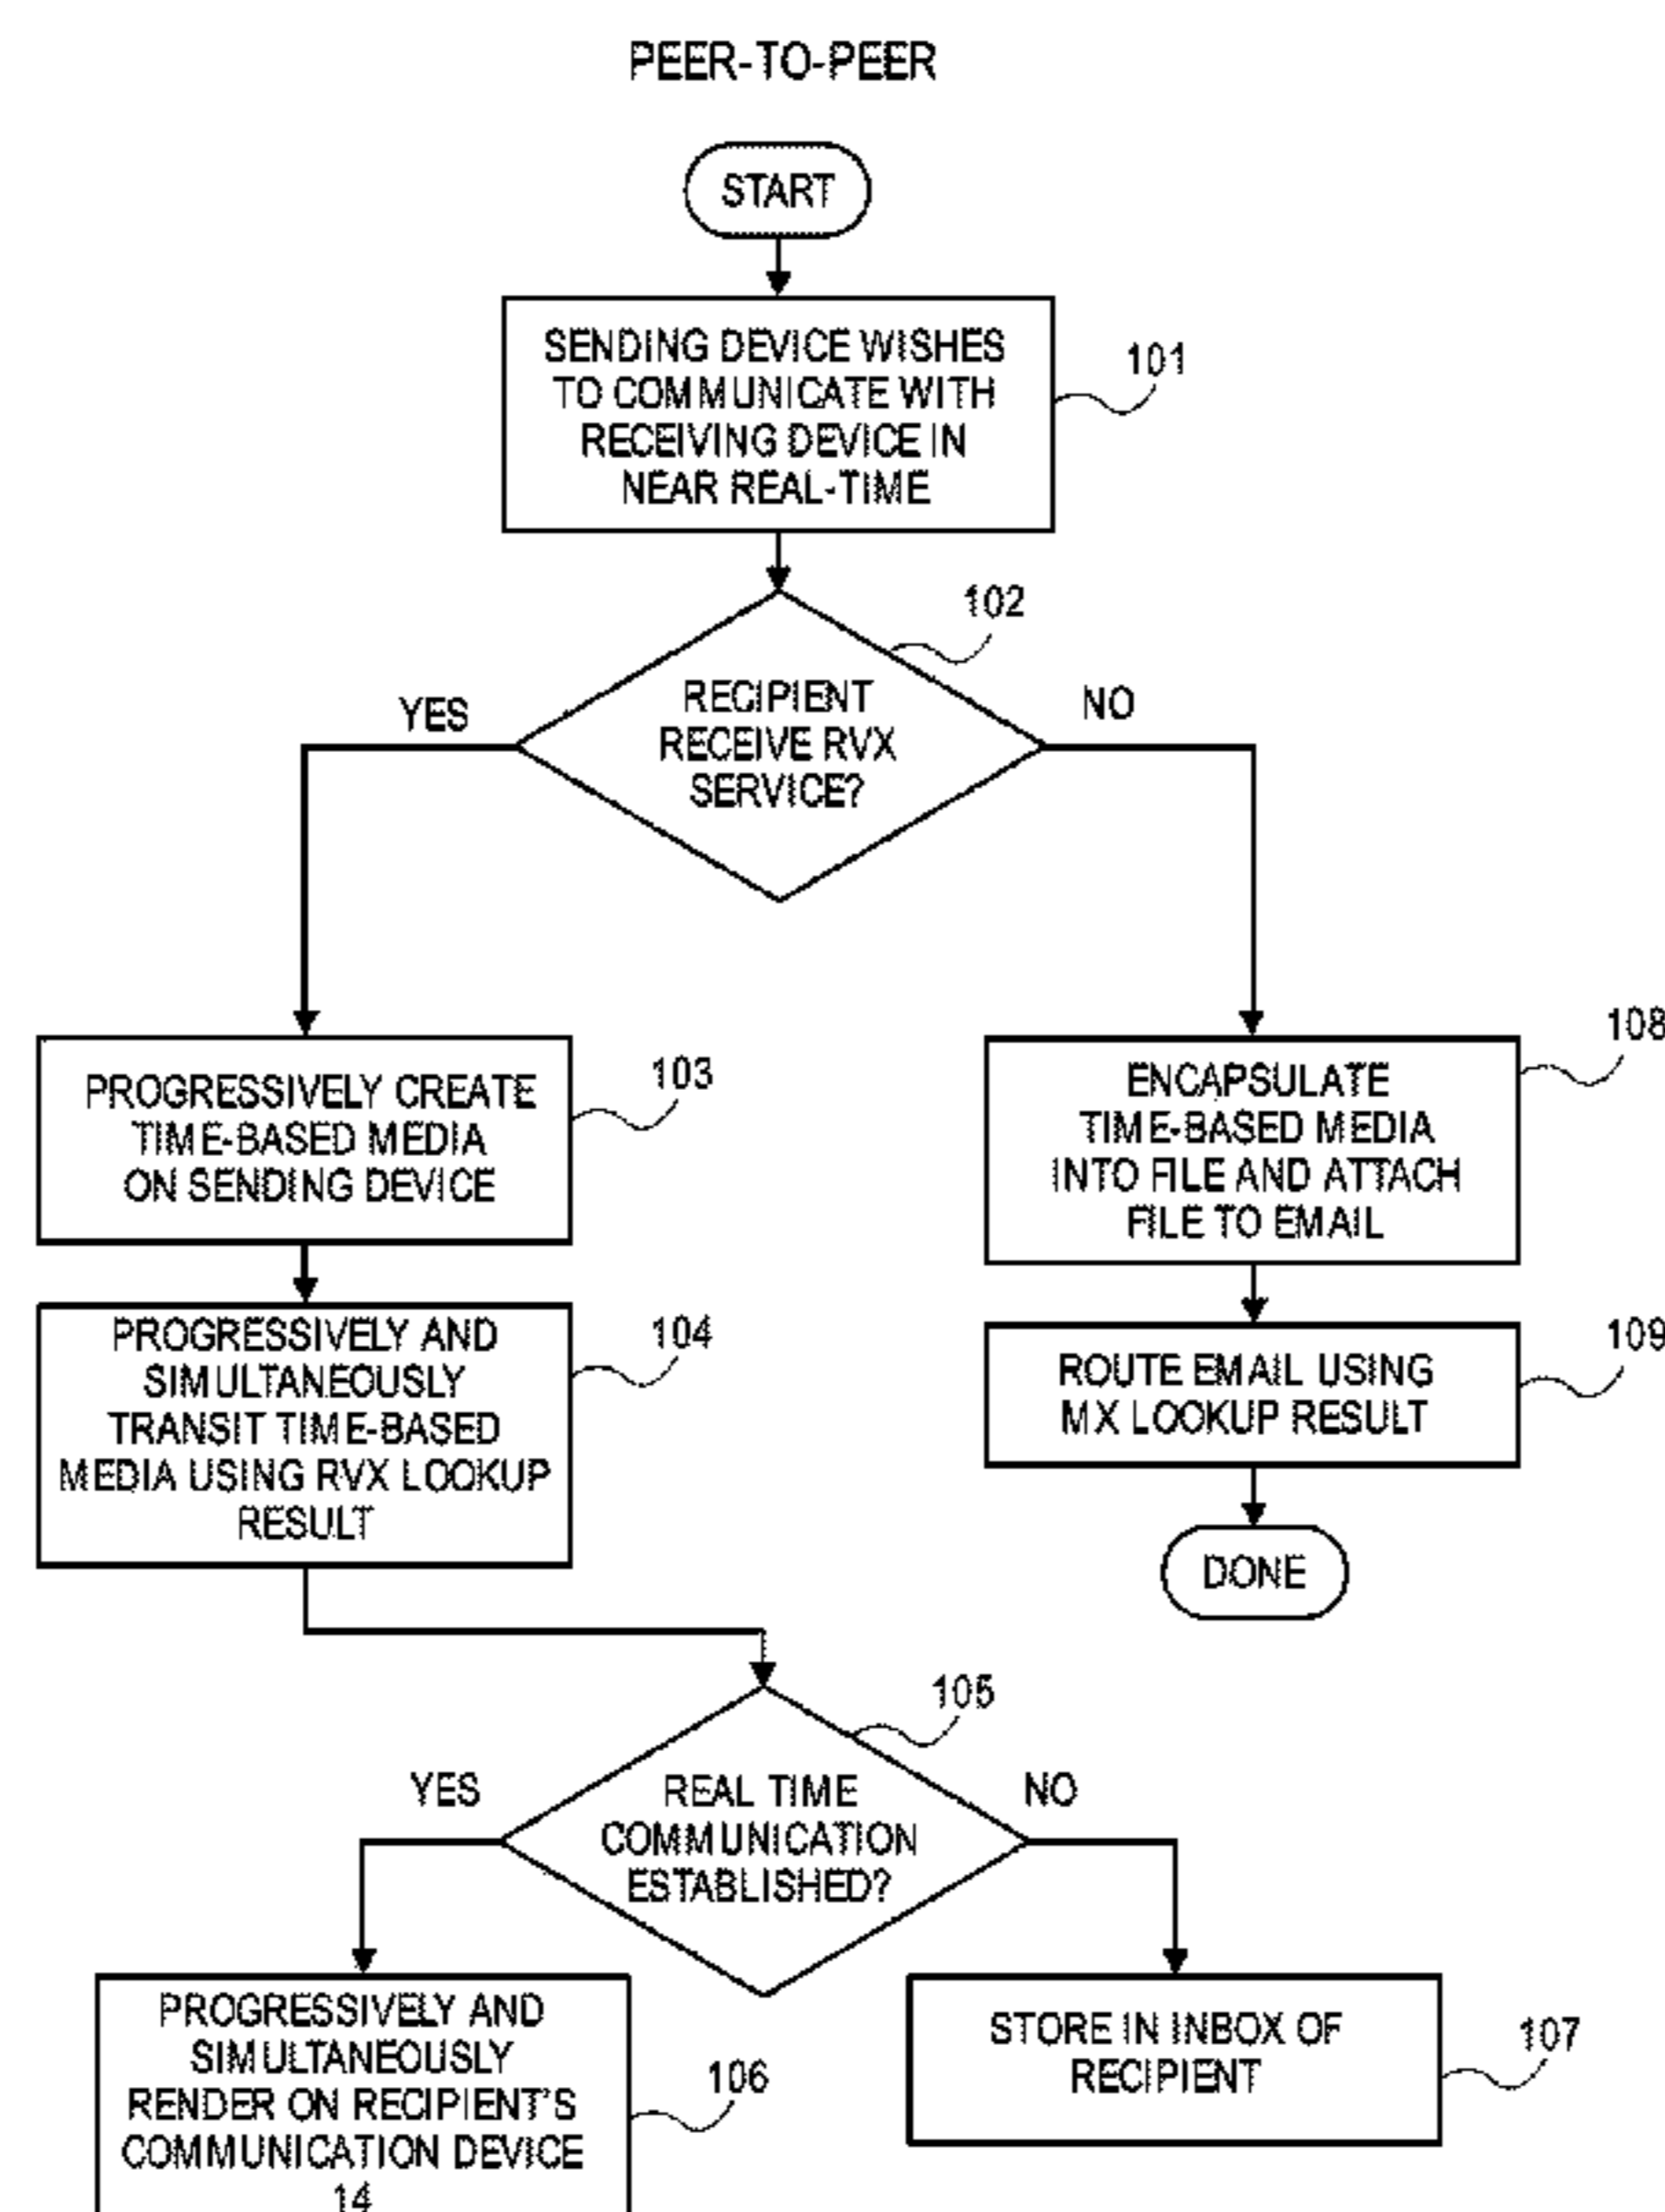 PEER-TO-PEER
START
SENDING DEVICE WISHES
TO COMMUNICATE WITH
RECEIVING DEVICE IN
NEAR REAL-TIME
101
102
RECIPIENT
RECEIVE RVX
SERVICE?
YES
NO
PROGRESSIVELY CREATE
TIME-BASED MEDIA
ON SENDING DEVICE
103
PROGRESSIVELY AND
SIMULTANEOUSLY
TRANSIT TIME-BASED
MEDIA USING RVX LOOKUP
RESULT
104
ENCAPSULATE
TIME-BASED MEDIA
INTO FILE AND ATTACH
FILE TO EMAIL
108
ROUTE EMAIL USING
MX LOOKUP RESULT
109
DONE
105
REAL TIME
COMMUNICATION
ESTABLISHED?
YES
NO
PROGRESSIVELY AND
SIMULTANEOUSLY
RENDER ON RECIPIENT'S
COMMUNICATION DEVICE
14
106
STORE IN INBOX OF
RECIPIENT
107